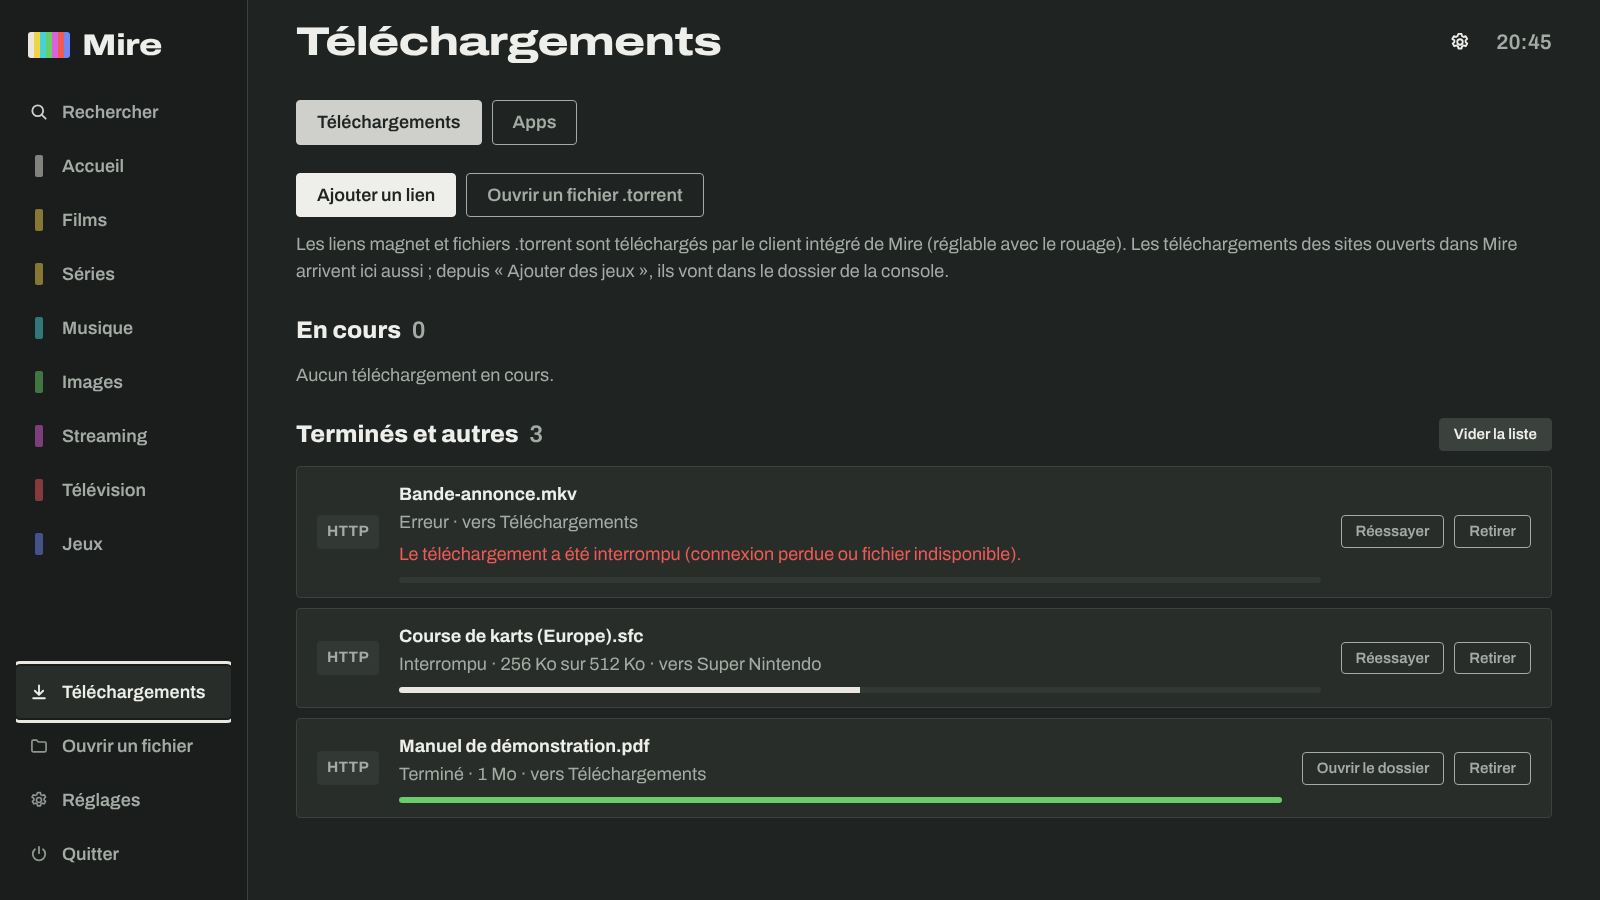 Mire
Rechercher
Accueil
Films
Séries
Musique
Images
Streaming
Télévision
Jeux
Téléchargements
Ouvrir un fichier
Réglages
Quitter
Téléchargements
20:45
Téléchargements
Apps
Ajouter un lien
Ouvrir un fichier .torrent
Les liens magnet et fichiers .torrent sont téléchargés par le client intégré de Mire (réglable avec le rouage). Les téléchargements des sites ouverts dans Mire
arrivent ici aussi ; depuis « Ajouter des jeux », ils vont dans le dossier de la console.
En cours 0
Aucun téléchargement en cours.
Terminés et autres 3
Vider la liste
HTTP
Bande-annonce.mkv
Erreur · vers Téléchargements
Le téléchargement a été interrompu (connexion perdue ou fichier indisponible).
Réessayer
Retirer
HTTP
Course de karts (Europe).sfc
Interrompu · 256 Ko sur 512 Ko · vers Super Nintendo
Réessayer
Retirer
HTTP
Manuel de démonstration.pdf
Terminé · 1 Mo · vers Téléchargements
Ouvrir le dossier
Retirer